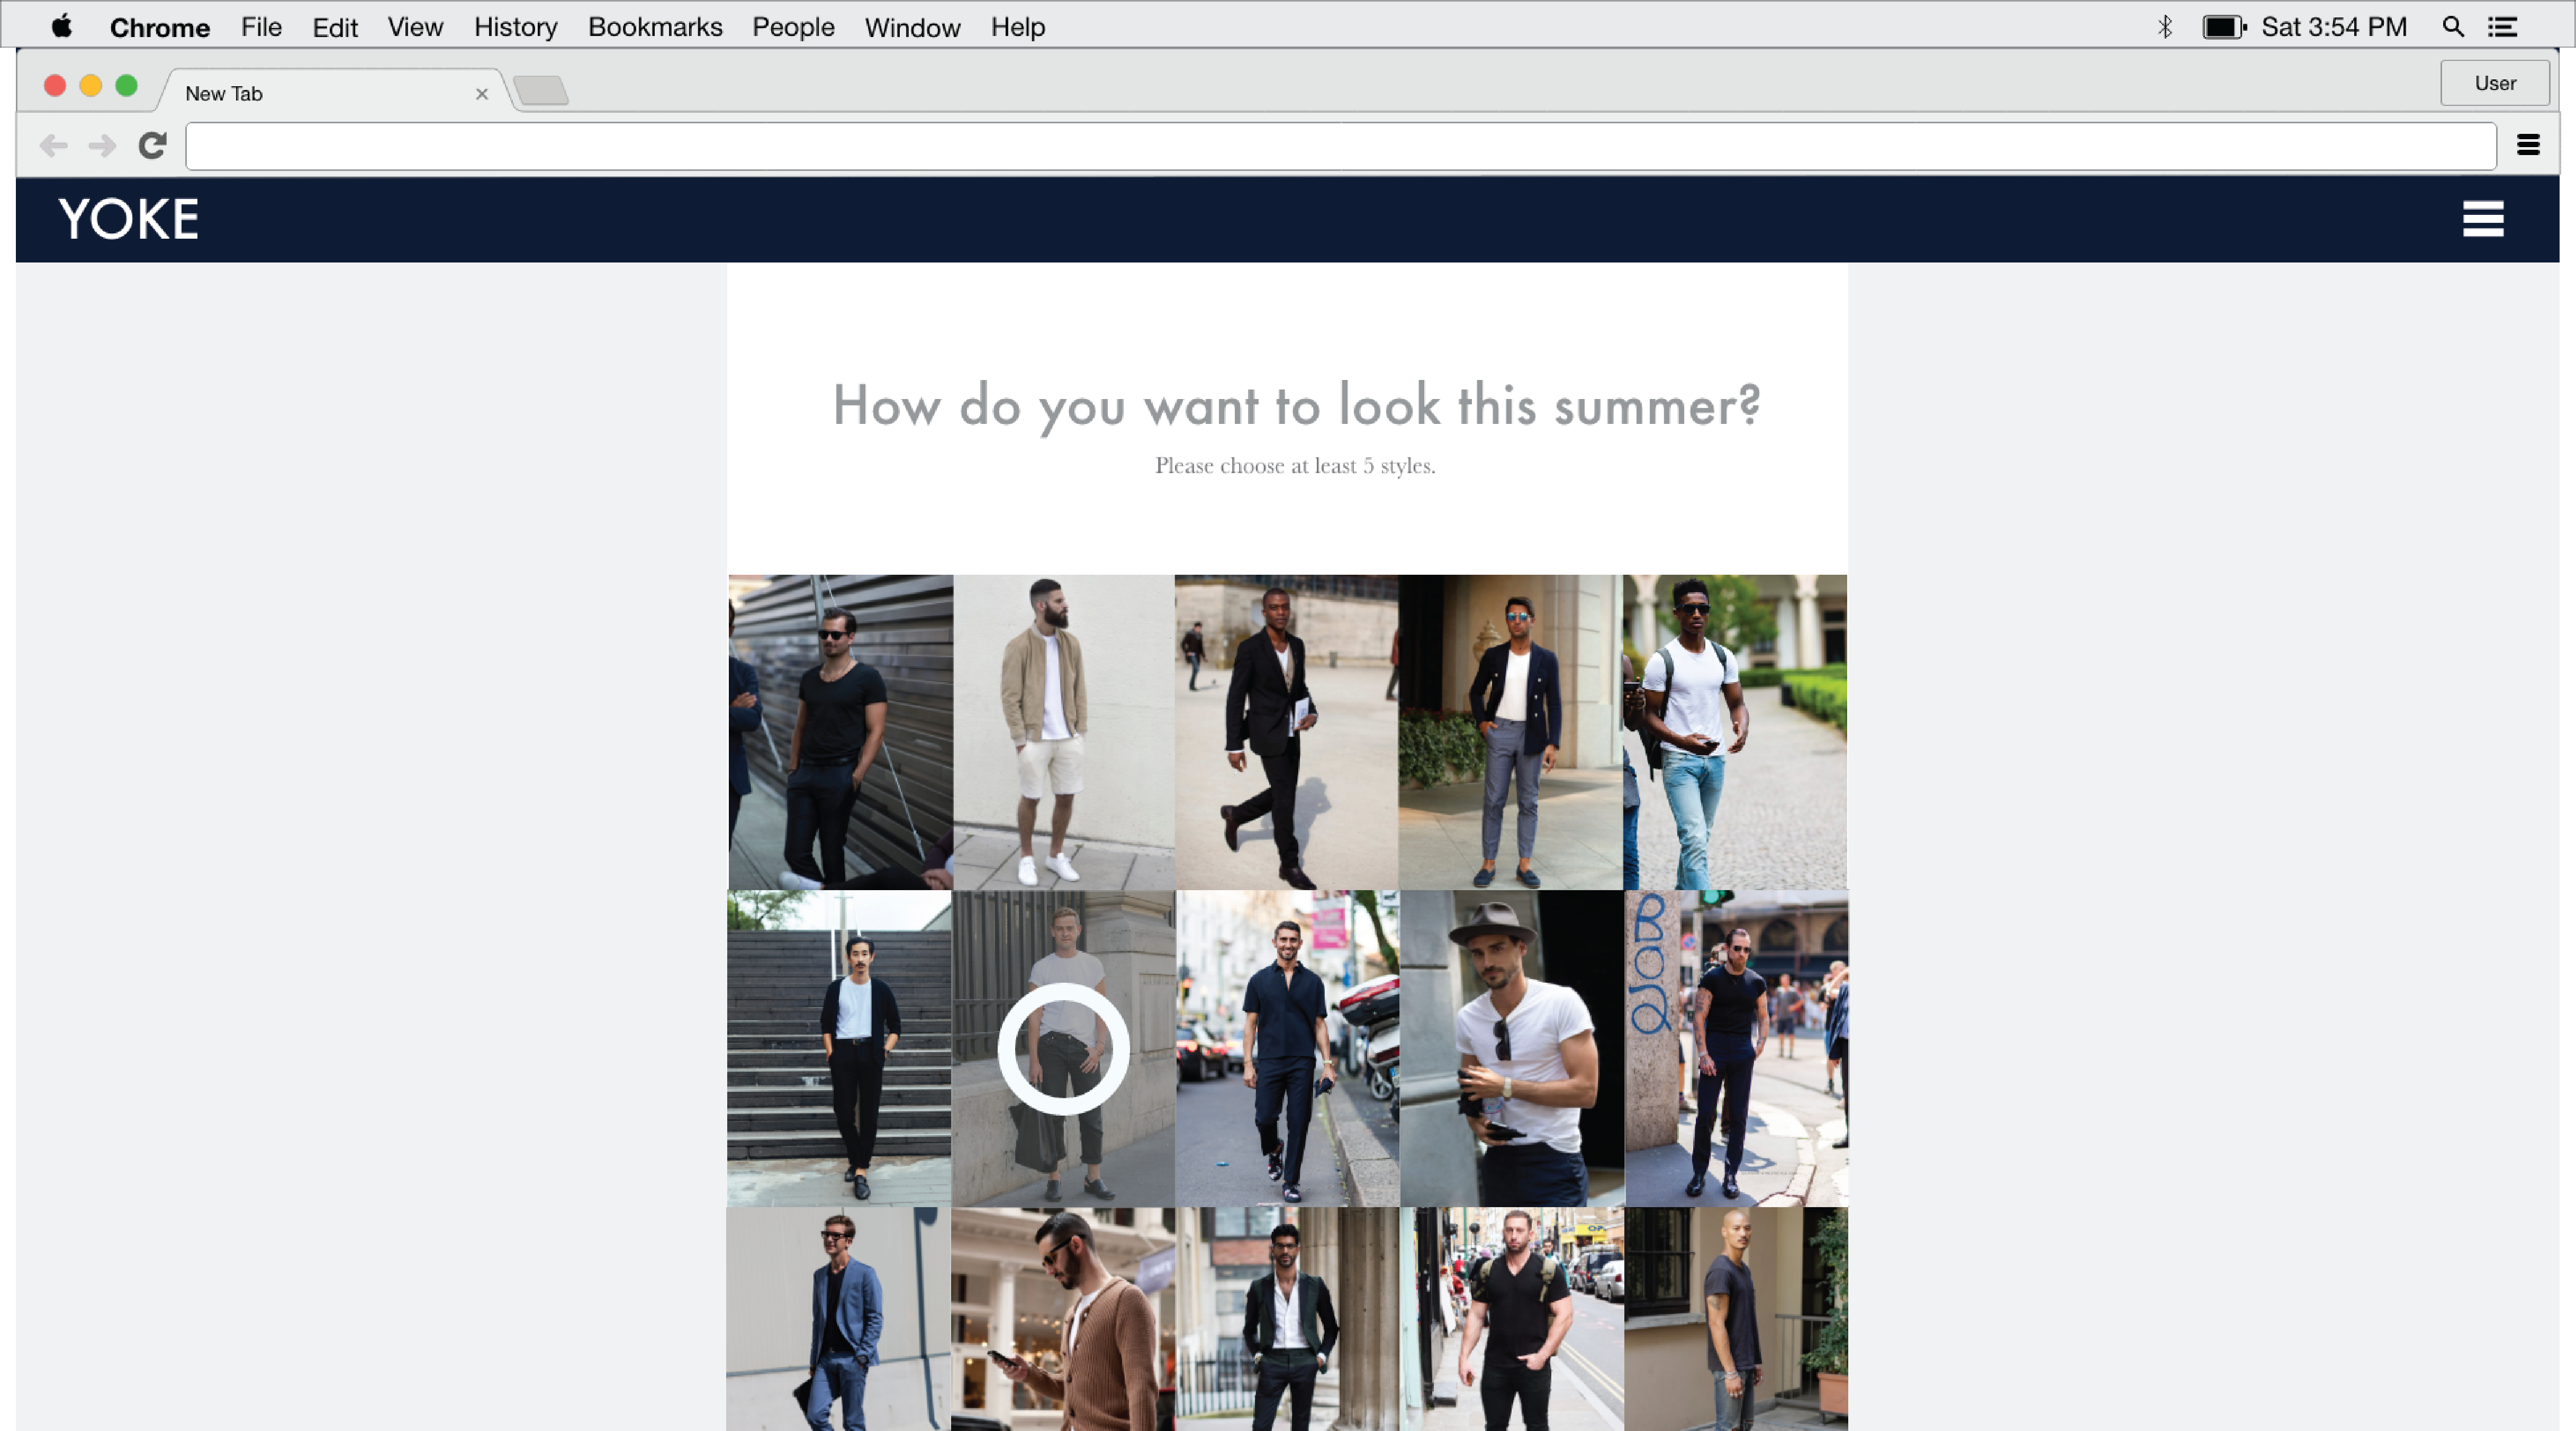 Chrome File Edit View History Bookmarks People Window Help Sat 3:54 PM
New Tab User
YOKE
How do you want to look this summer?
Please choose at least 5 styles.